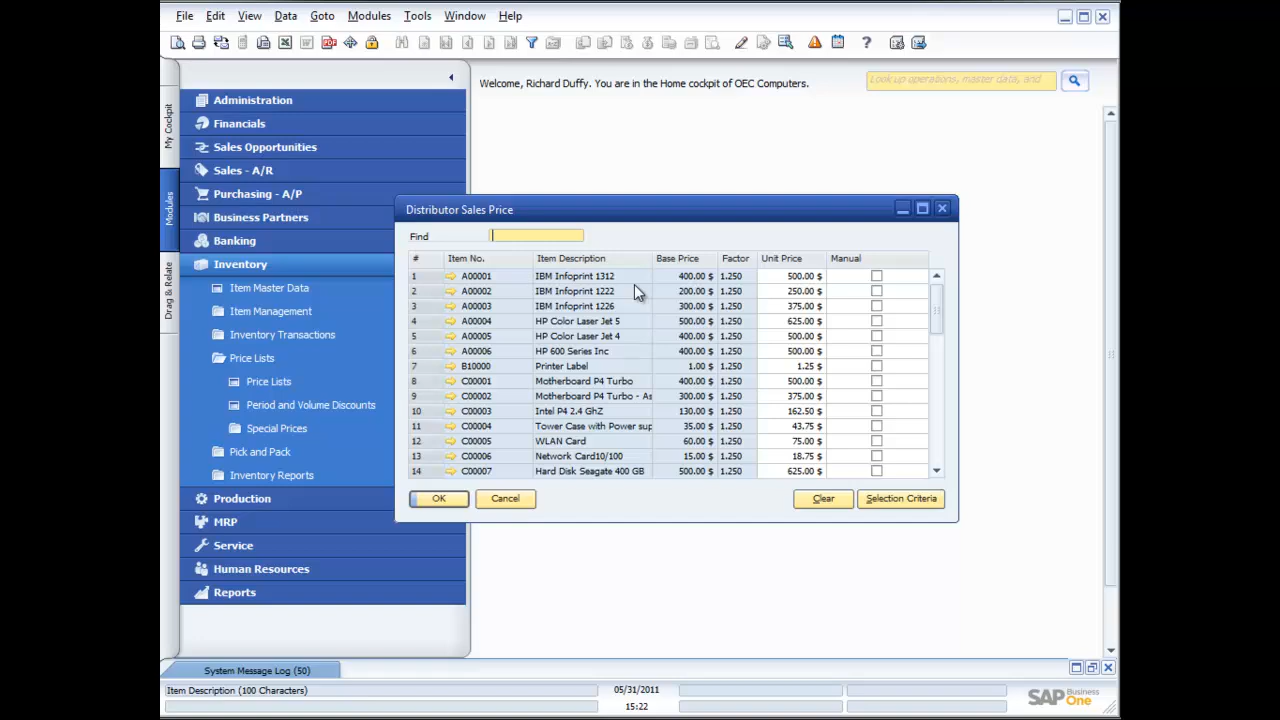 File Edit View Data Goto Modules Tools Window Help
Welcome, Richard Duffy. You are in the Home cockpit of OEC Computers.
Look up operations, master data, and
My Cockpit
Modules
Drag & Relate
Administration
Financials
Sales Opportunities
Sales - A/R
Purchasing - A/P
Business Partners
Banking
Inventory
Item Master Data
Item Management
Inventory Transactions
Price Lists
Price Lists
Period and Volume Discounts
Special Prices
Pick and Pack
Inventory Reports
Production
MRP
Service
Human Resources
Reports
Distributor Sales Price
Find
# Item No. Item Description Base Price Factor Unit Price Manual
1 A00001 IBM Infoprint 1312 400.00 $ 1.250 500.00 $
2 A00002 IBM Infoprint 1222 200.00 $ 1.250 250.00 $
3 A00003 IBM Infoprint 1226 300.00 $ 1.250 375.00 $
4 A00004 HP Color Laser Jet 5 500.00 $ 1.250 625.00 $
5 A00005 HP Color Laser Jet 4 400.00 $ 1.250 500.00 $
6 A00006 HP 600 Series Inc 400.00 $ 1.250 500.00 $
7 B10000 Printer Label 1.00 $ 1.250 1.25 $
8 C00001 Motherboard P4 Turbo 400.00 $ 1.250 500.00 $
9 C00002 Motherboard P4 Turbo - As 300.00 $ 1.250 375.00 $
10 C00003 Intel P4 2.4 GhZ 130.00 $ 1.250 162.50 $
11 C00004 Tower Case with Power sup 35.00 $ 1.250 43.75 $
12 C00005 WLAN Card 60.00 $ 1.250 75.00 $
13 C00006 Network Card10/100 15.00 $ 1.250 18.75 $
14 C00007 Hard Disk Seagate 400 GB 500.00 $ 1.250 625.00 $
OK Cancel Clear Selection Criteria
System Message Log (50)
Item Description (100 Characters) 05/31/2011
15:22
SAP Business One